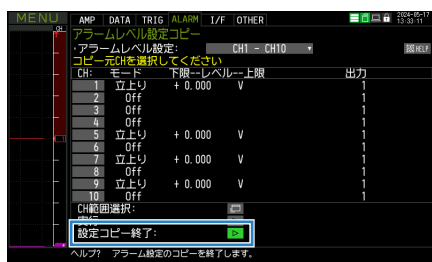 MENU AMP DATA TRIG ALARM I/F OTHER 2024-05-17
13:33:11
CH
アラームレベル設定コピー
・アラームレベル設定: CH1 - CH10 ▼ HELP
コピー元CHを選択してください
CH: モード 下限--レベル--上限 出力
1 立上り + 0.000 V 1
2 Off 1
3 Off 1
4 Off 1
5 立上り + 0.000 V 1
6 Off 1
7 立上り + 0.000 V 1
8 Off 1
9 立上り + 0.000 V 1
10 Off 1
CH範囲選択:
設定コピー終了:
ヘルプ? アラーム設定のコピーを終了します。